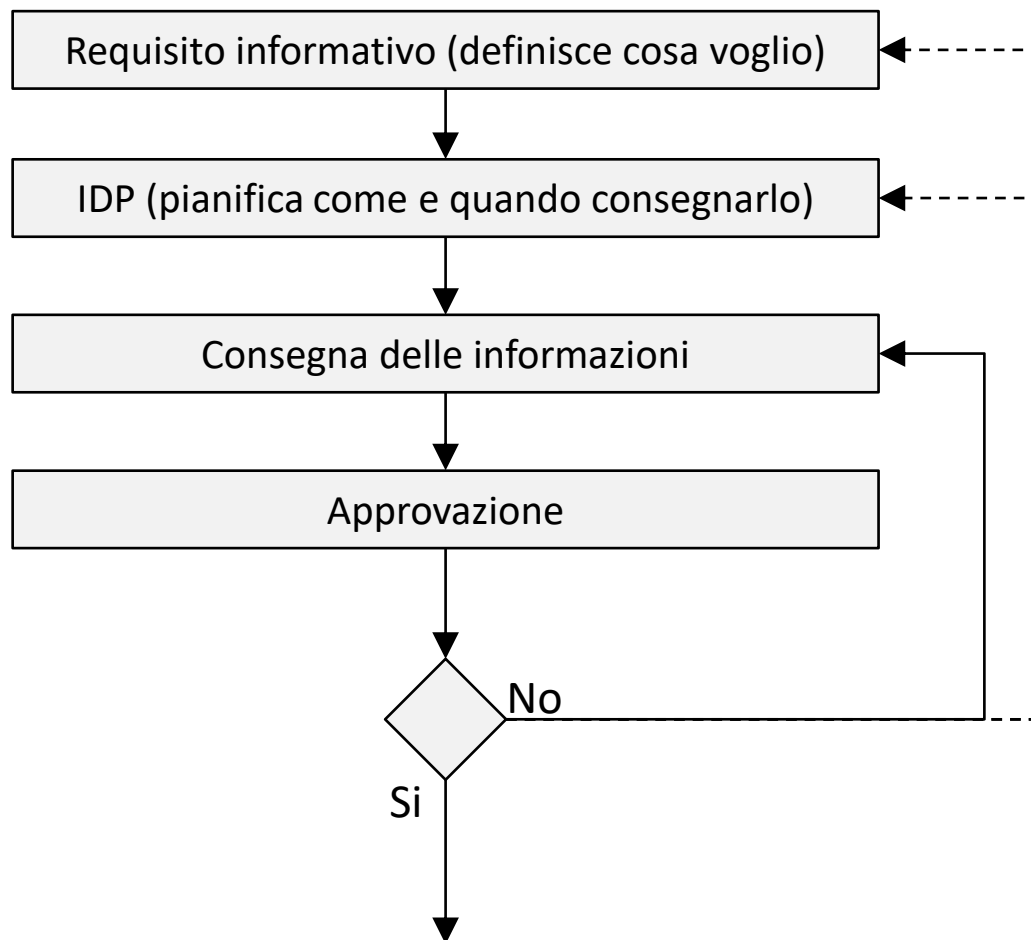 Requisito informativo (definisce cosa voglio)
IDP (pianifica come e quando consegnarlo)
Consegna delle informazioni
Approvazione
No
Si